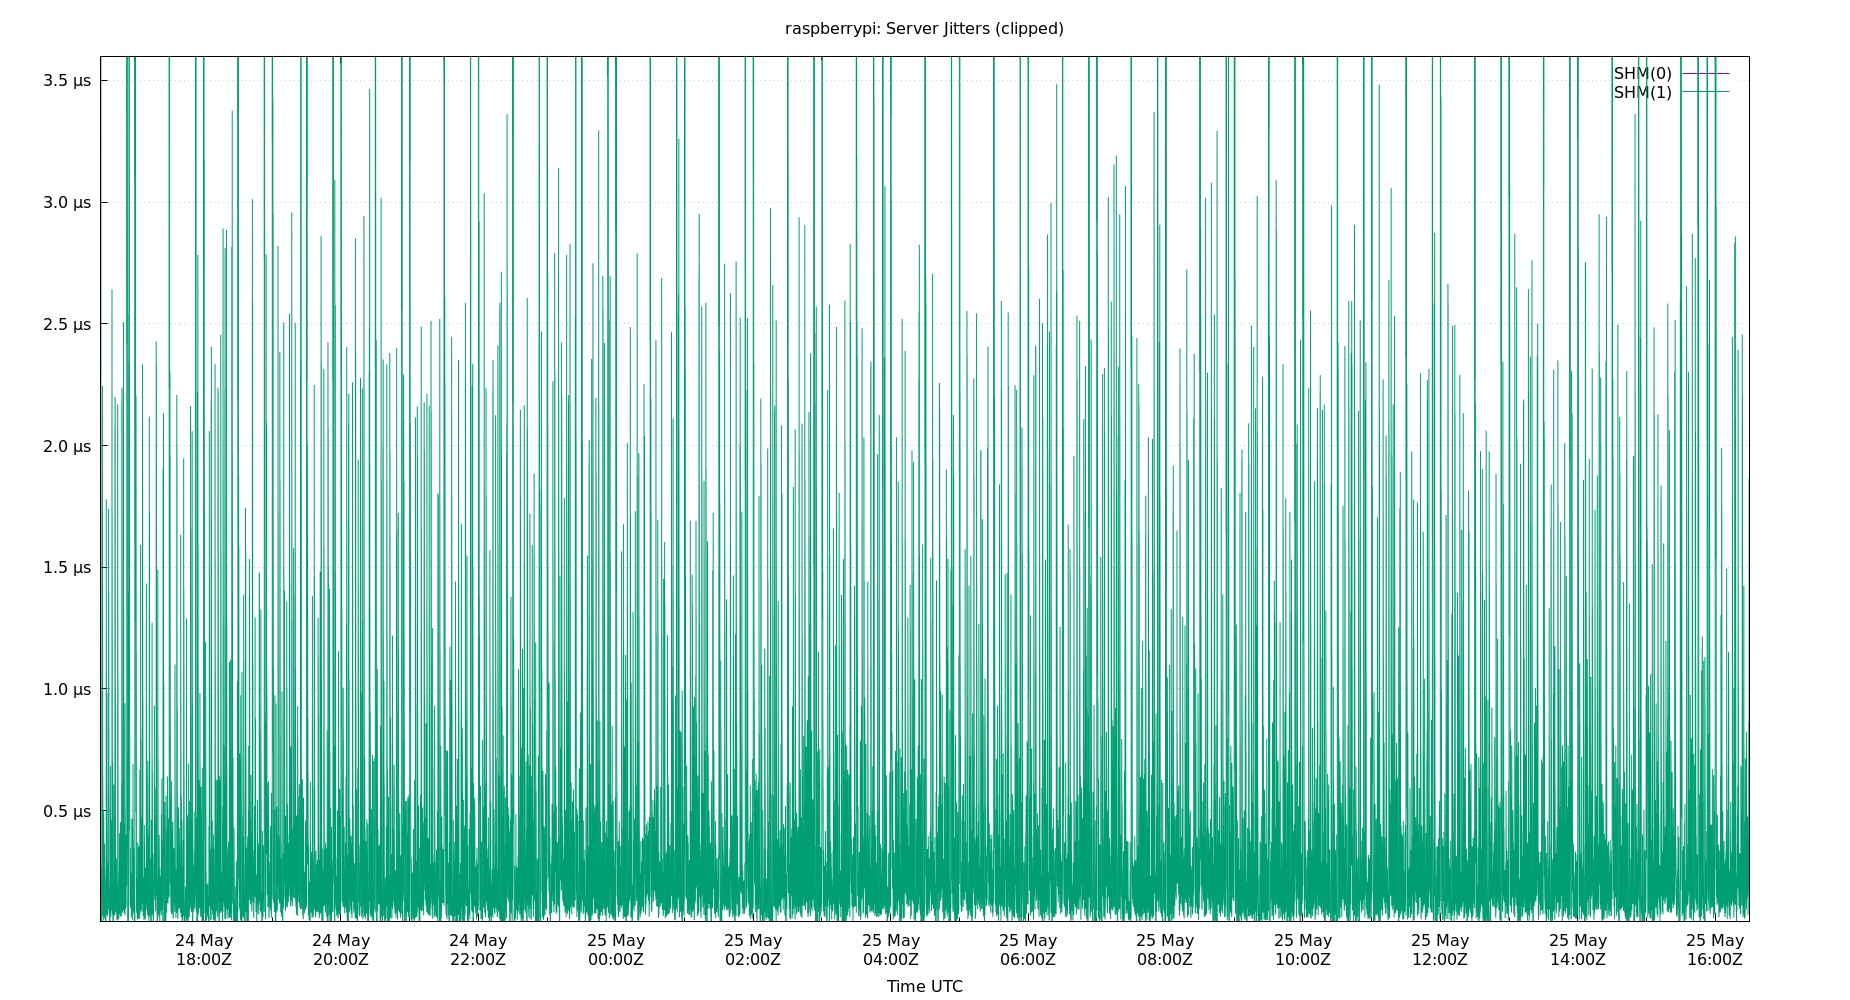 raspberrypi: Server Jitters (clipped)
3.5 μs
3.0 μs
2.5 μs
2.0 μs
1.5 μs
1.0 μs
0.5 μs
SHM(0)
SHM(1)
24 May 24 May 24 May 25 May 25 May 25 May 25 May 25 May 25 May 25 May 25 May 25 May
18:00Z 20:00Z 22:00Z 00:00Z 02:00Z 04:00Z 06:00Z 08:00Z 10:00Z 12:00Z 14:00Z 16:00Z
Time UTC